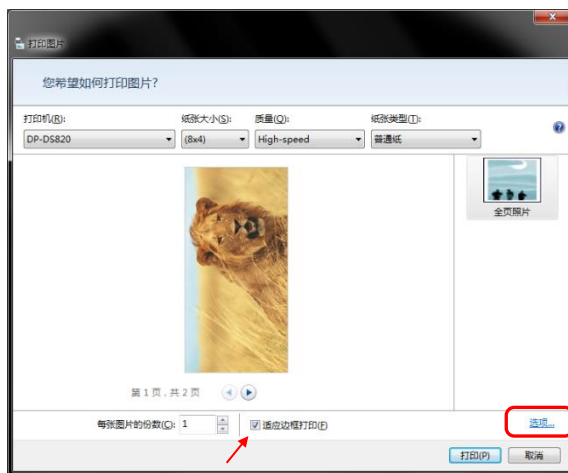 打印图片
您希望如何打印图片?
打印机(R): 纸张大小(S): 质量(Q): 纸张类型(T):
DP-DS820 (8x4) High-speed 普通纸
全页照片
第 1 页，共 2 页
每张图片的份数(C): 1 适应边框打印(F) 选项...
打印(P) 取消